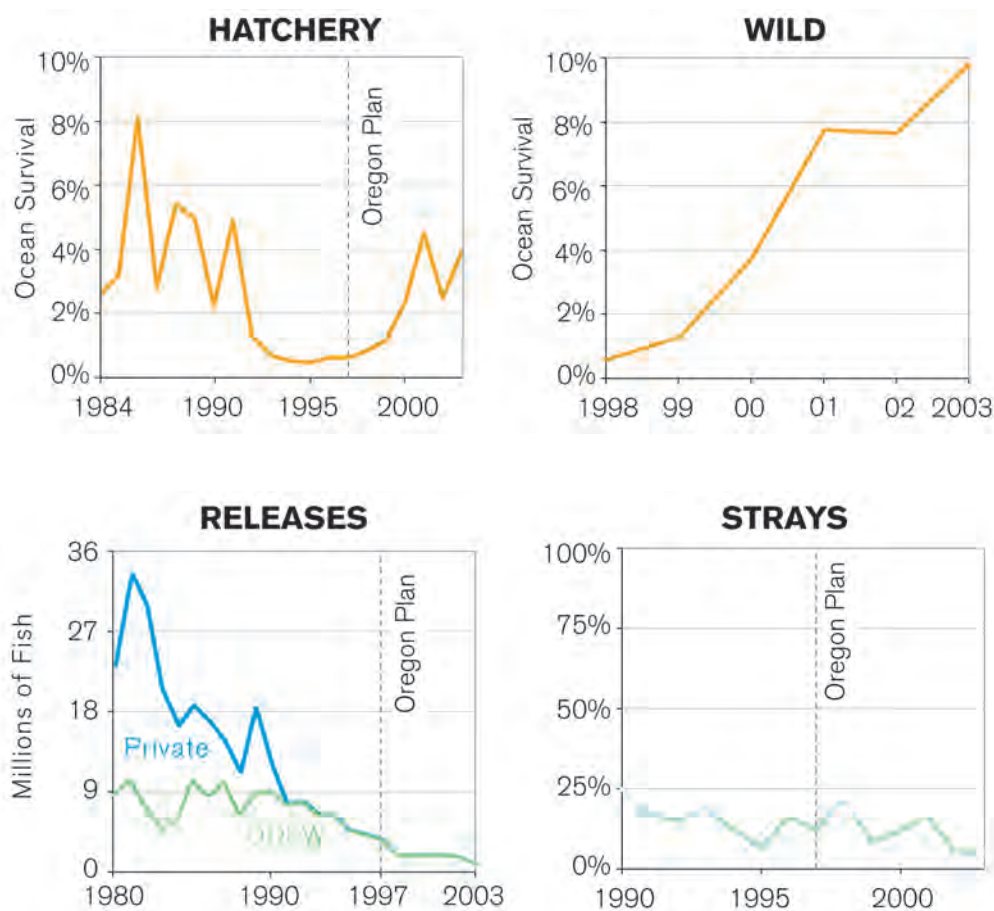 HATCHERY
10%
8%
6%
4%
2%
0%
Ocean Survival
Oregon Plan
1984 1990 1995 2000
WILD
10%
8%
6%
4%
2%
0%
Ocean Survival
1998 99 00 01 02 2003
RELEASES
36
27
18
9
0
Millions of Fish
Private
ODFW
Oregon Plan
1980 1990 1997 2003
STRAYS
100%
75%
50%
25%
0%
Oregon Plan
1990 1995 2000